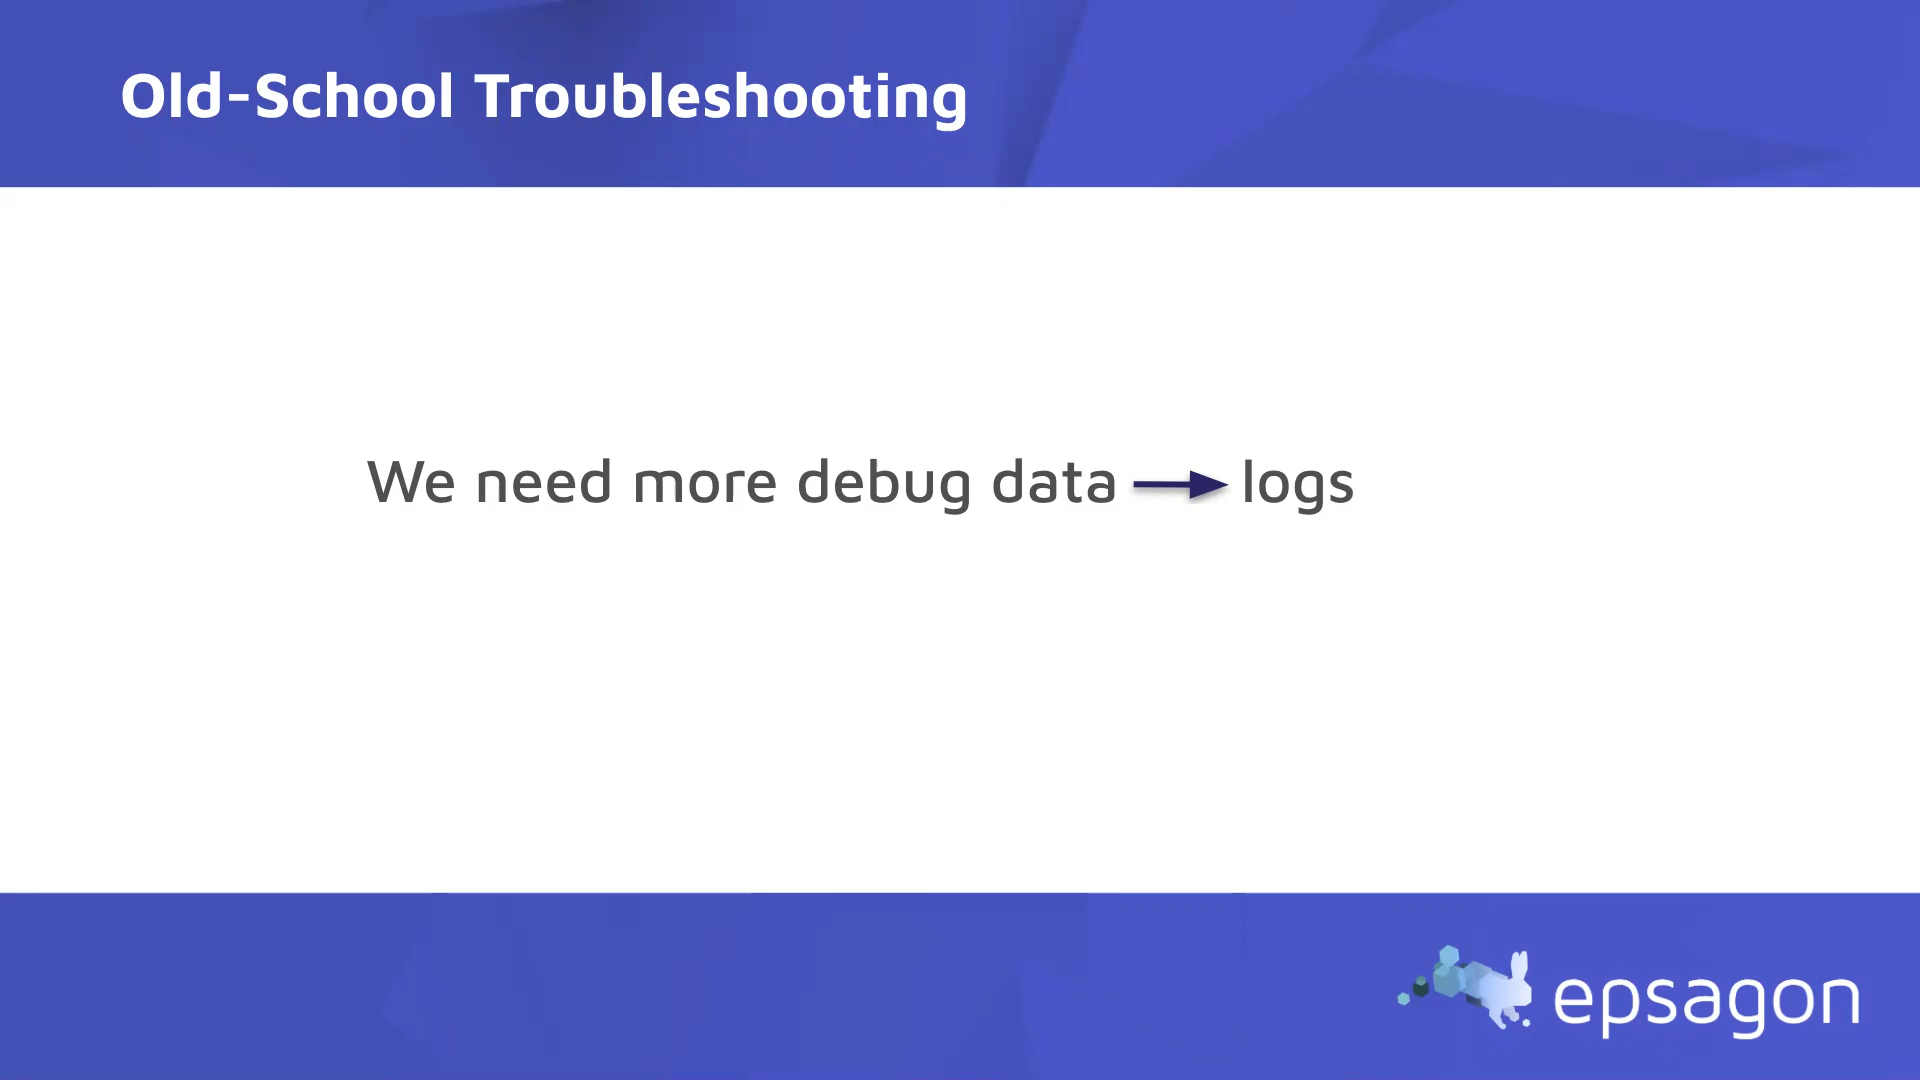 Old-School Troubleshooting
We need more debug data → logs
epsagon